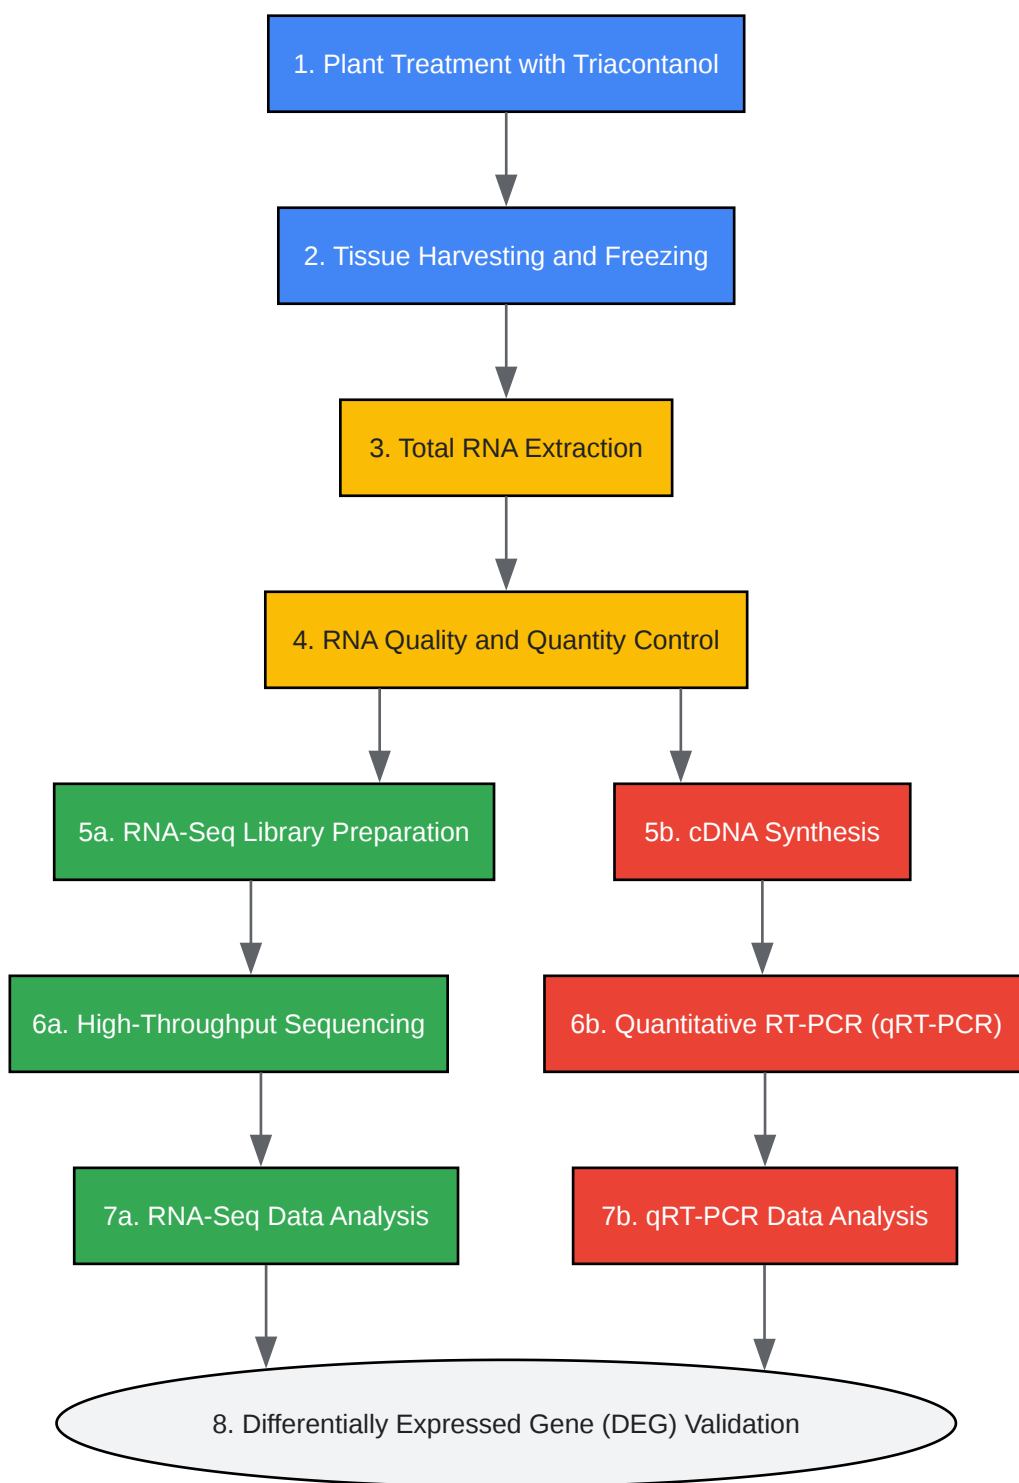 1. Plant Treatment with Triacontanol
2. Tissue Harvesting and Freezing
3. Total RNA Extraction
4. RNA Quality and Quantity Control
5a. RNA-Seq Library Preparation
5b. cDNA Synthesis
6a. High-Throughput Sequencing
6b. Quantitative RT-PCR (qRT-PCR)
7a. RNA-Seq Data Analysis
7b. qRT-PCR Data Analysis
8. Differentially Expressed Gene (DEG) Validation